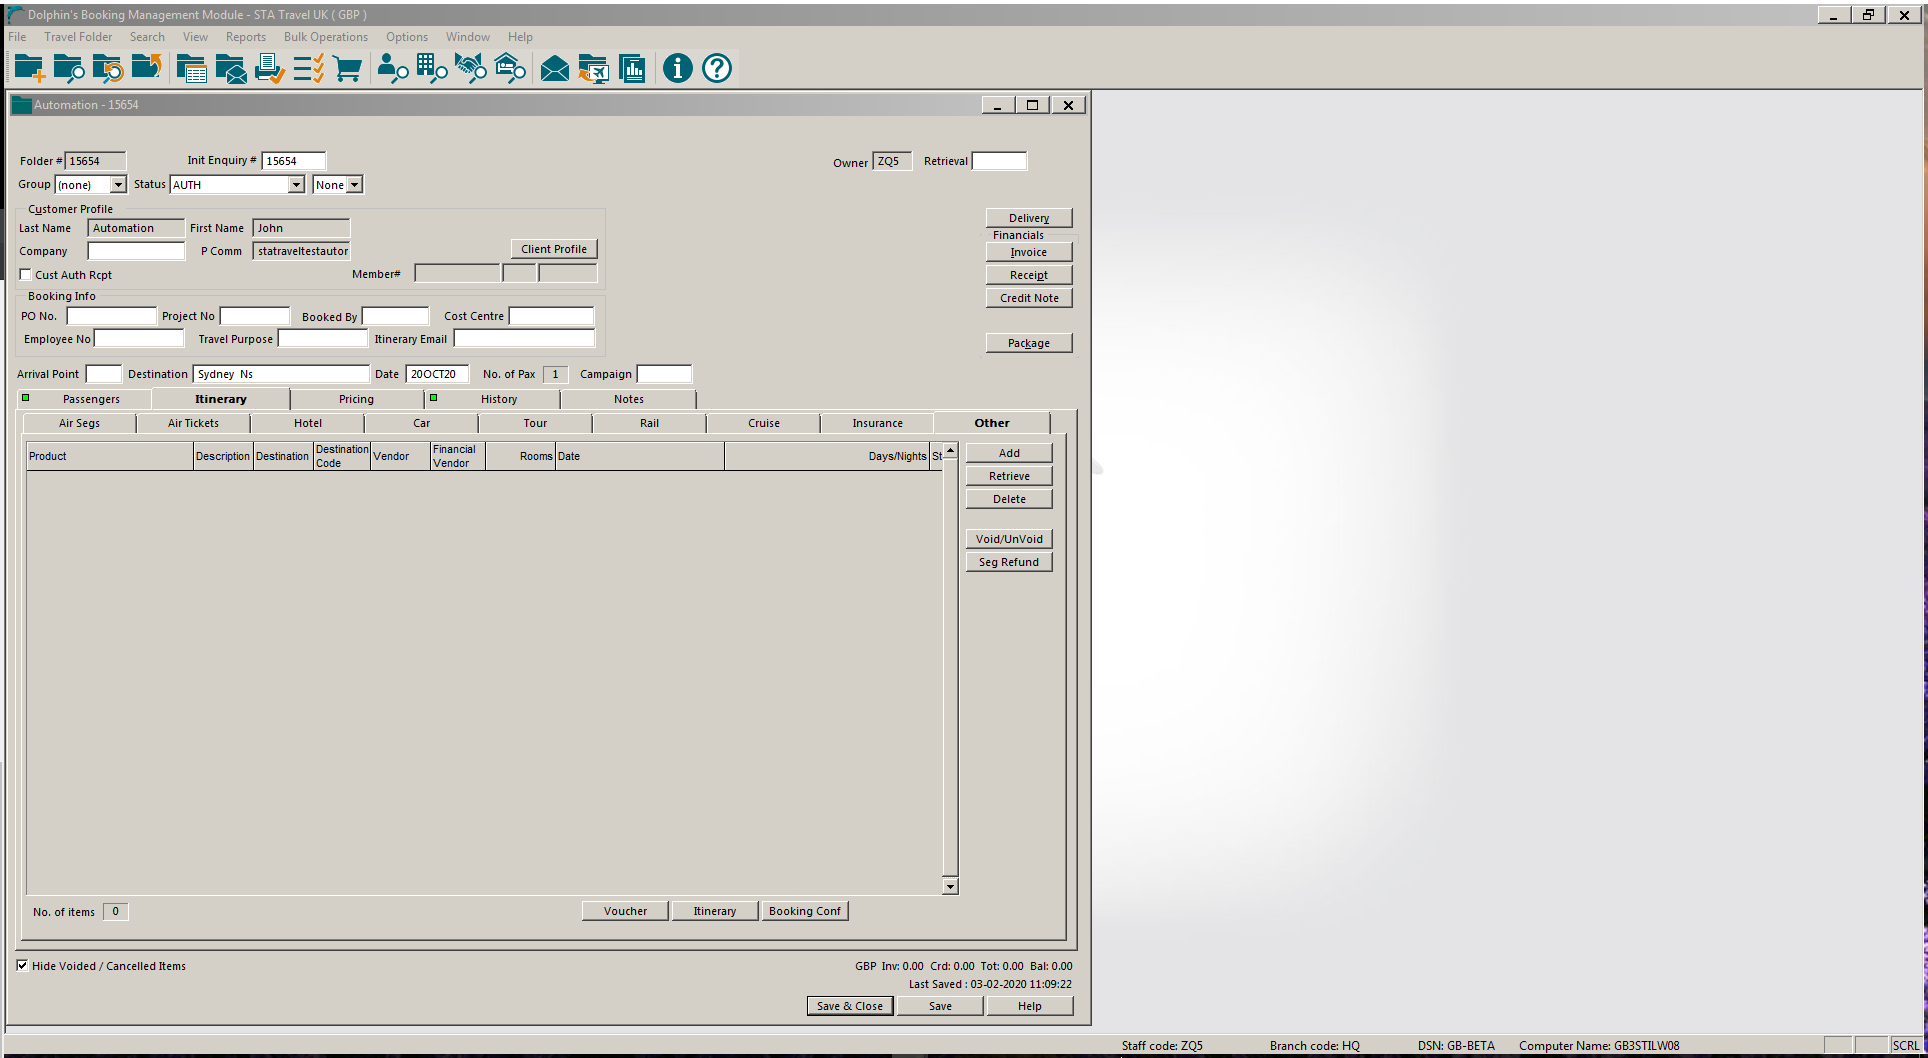 Dolphin's Booking Management Module - STA Travel UK ( GBP )
File Travel Folder Search View Reports Bulk Operations Options Window Help
Automation - 15654
Folder # 15654 Init Enquiry # 15654 Owner ZQ5 Retrieval
Group (none) Status AUTH None
Customer Profile
Last Name Automation First Name John
Company P Comm statraveltestautor Client Profile
Cust Auth Rcpt Member#
Delivery
Financials
Invoice
Receipt
Credit Note
Package
Booking Info
PO No. Project No Booked By Cost Centre
Employee No Travel Purpose Itinerary Email
Arrival Point Destination Sydney Ns Date 20OCT20 No. of Pax 1 Campaign
Passengers Itinerary Pricing History Notes
Air Segs Air Tickets Hotel Car Tour Rail Cruise Insurance Other
Product Description Destination Destination Code Vendor Financial Vendor Rooms Date Days/Nights St
Add
Retrieve
Delete
Void/UnVoid
Seg Refund
No. of items 0 Voucher Itinerary Booking Conf
Hide Voided / Cancelled Items GBP Inv: 0.00 Crd: 0.00 Tot: 0.00 Bal: 0.00
Last Saved : 03-02-2020 11:09:22
Save & Close Save Help
Staff code: ZQ5 Branch code: HQ DSN: GB-BETA Computer Name: GB3STILW08 SCRL